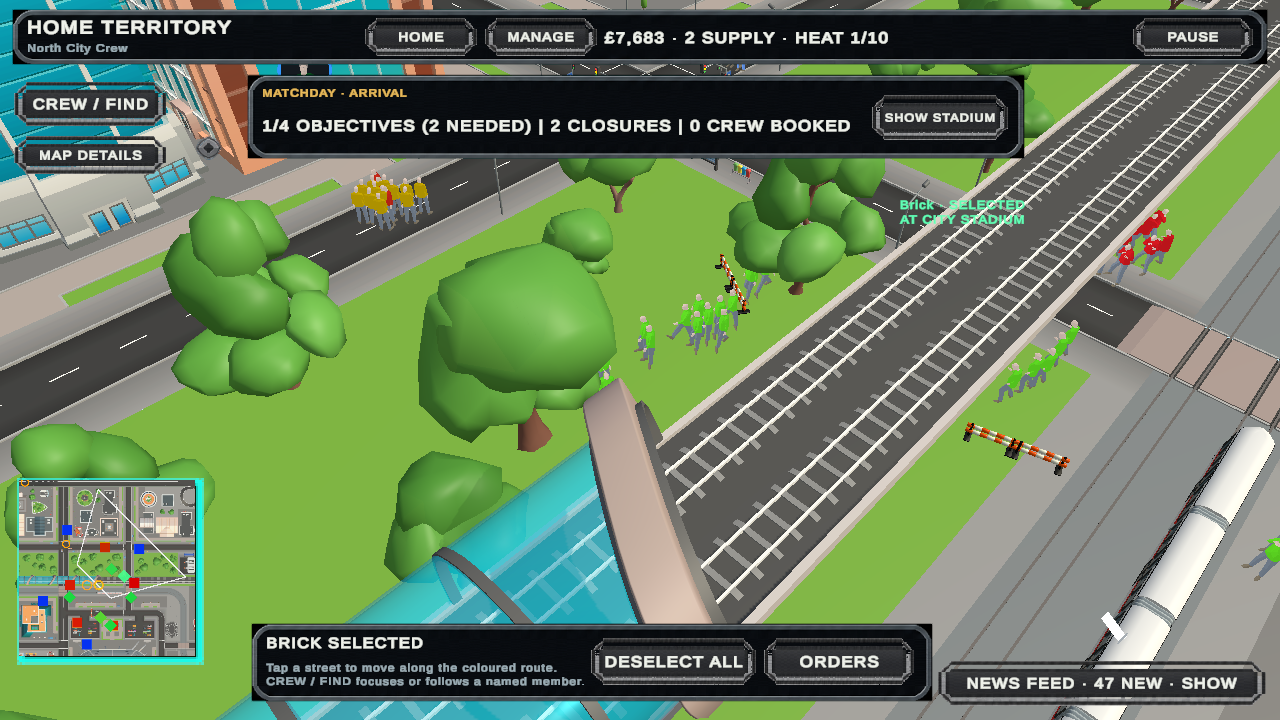 HOME TERRITORY
North City Crew
HOME
MANAGE
£7,683 · 2 SUPPLY · HEAT 1/10
PAUSE
CREW / FIND
MAP DETAILS
MATCHDAY · ARRIVAL
1/4 OBJECTIVES (2 NEEDED) | 2 CLOSURES | 0 CREW BOOKED
SHOW STADIUM
Brick · SELECTED
AT CITY STADIUM
BRICK SELECTED
Tap a street to move along the coloured route.
CREW / FIND focuses or follows a named member.
DESELECT ALL
ORDERS
NEWS FEED · 47 NEW · SHOW